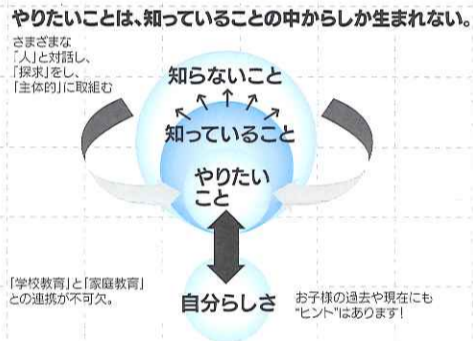 やりたいことは、知っていることの中からしか生まれない。
さまざまな
「人」と対話し、
「探求」をし、
「主体的」に取組む
知らないこと
知っていること
やりたい
こと
「学校教育」と「家庭教育」
との連携が不可欠。
自分らしさ
お子様の過去や現在にも
"ヒント"はあります！